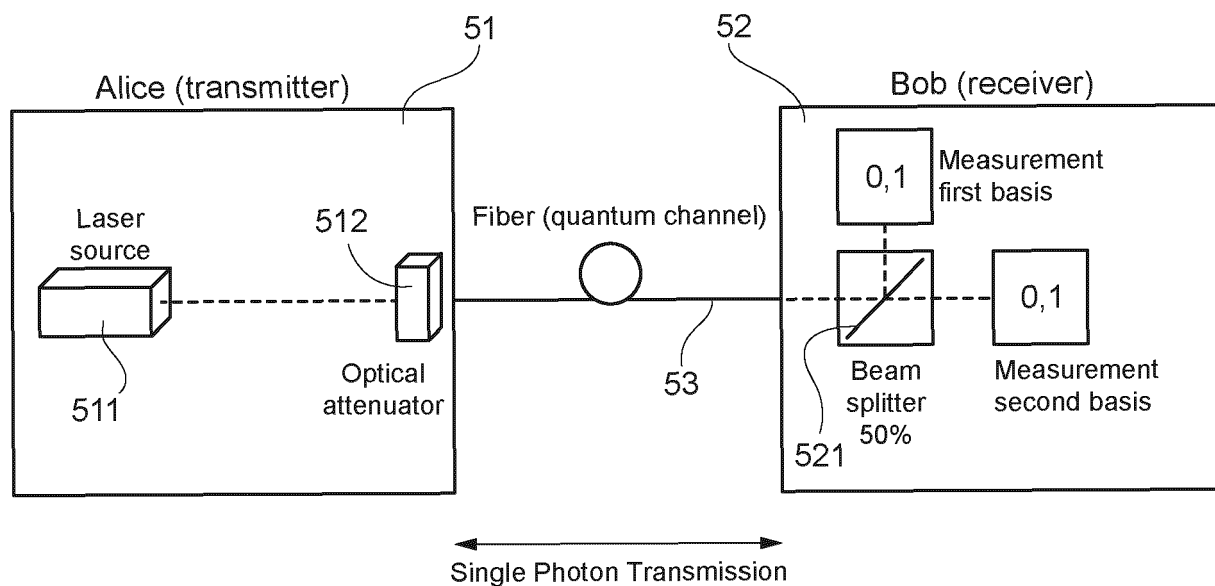 51
52
Alice (transmitter)
Bob (receiver)
0,1
Measurement
first basis
Laser
source
512
Fiber (quantum channel)
0,1
511
Optical
attenuator
53
Beam
splitter
50%
521
Measurement
second basis
Single Photon Transmission